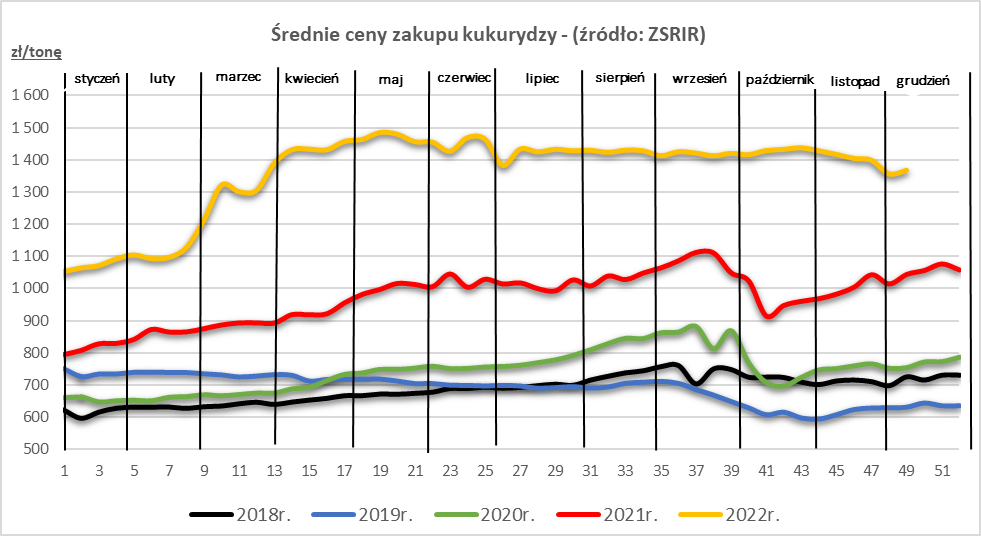 Średnie ceny zakupu kukurydzy - (źródło: ZSRIR)
zł/tonę
styczeń luty marzec kwiecień maj czerwiec lipiec sierpień wrzesień październik listopad grudzień
1 600
1 500
1 400
1 300
1 200
1 100
1 000
900
800
700
600
500
1 3 5 7 9 11 13 15 17 19 21 23 25 27 29 31 33 35 37 39 41 43 45 47 49 51
2018r. 2019r. 2020r. 2021r. 2022r.